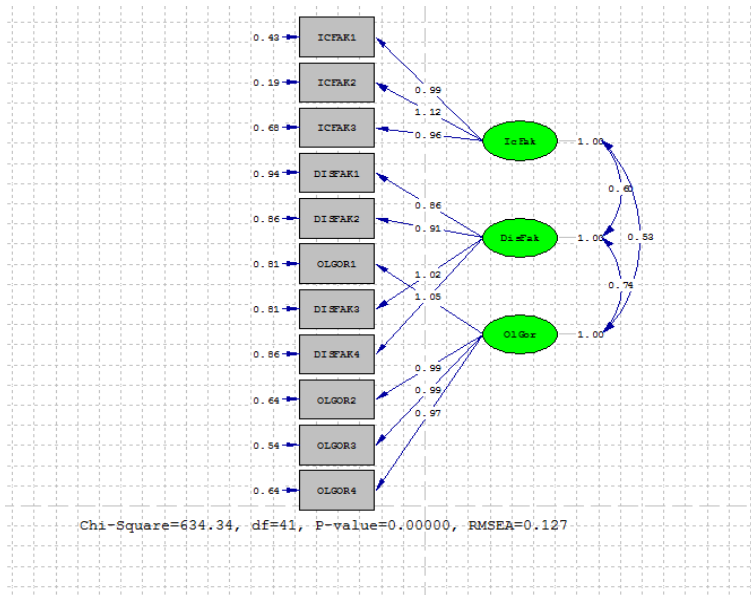 0.43 ICFAK1
0.99
0.19 ICFAK2
1.12
0.68 ICFAK3
0.96
IcFak 1.00
0.94 DISFAK1
0.86
0.60
0.86 DISFAK2
0.91
DisFak 1.00
0.53
0.81 OLGOR1
1.02
0.74
0.81 DISFAK3
1.05
OlGor 1.00
0.86 DISFAK4
0.99
0.64 OLGOR2
0.99
0.97
0.54 OLGOR3
0.64 OLGOR4
Chi-Square=634.34, df=41, P-value=0.00000, RMSEA=0.127